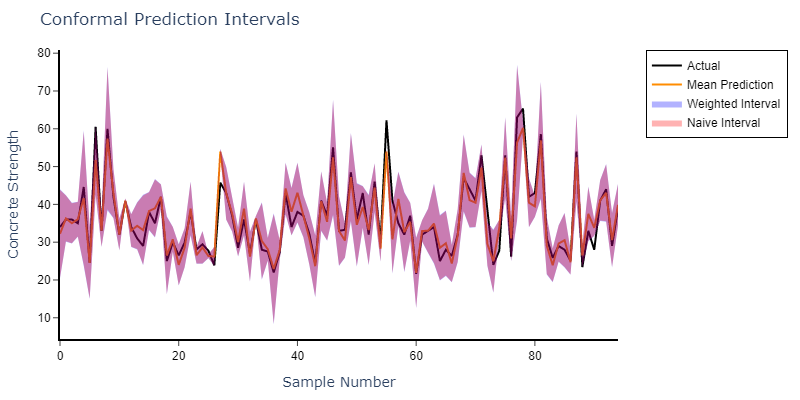 Conformal Prediction Intervals
80
70
60
50
40
30
20
10
0
20
40
60
80
Concrete Strength
Sample Number
Actual
Mean Prediction
Weighted Interval
Naive Interval